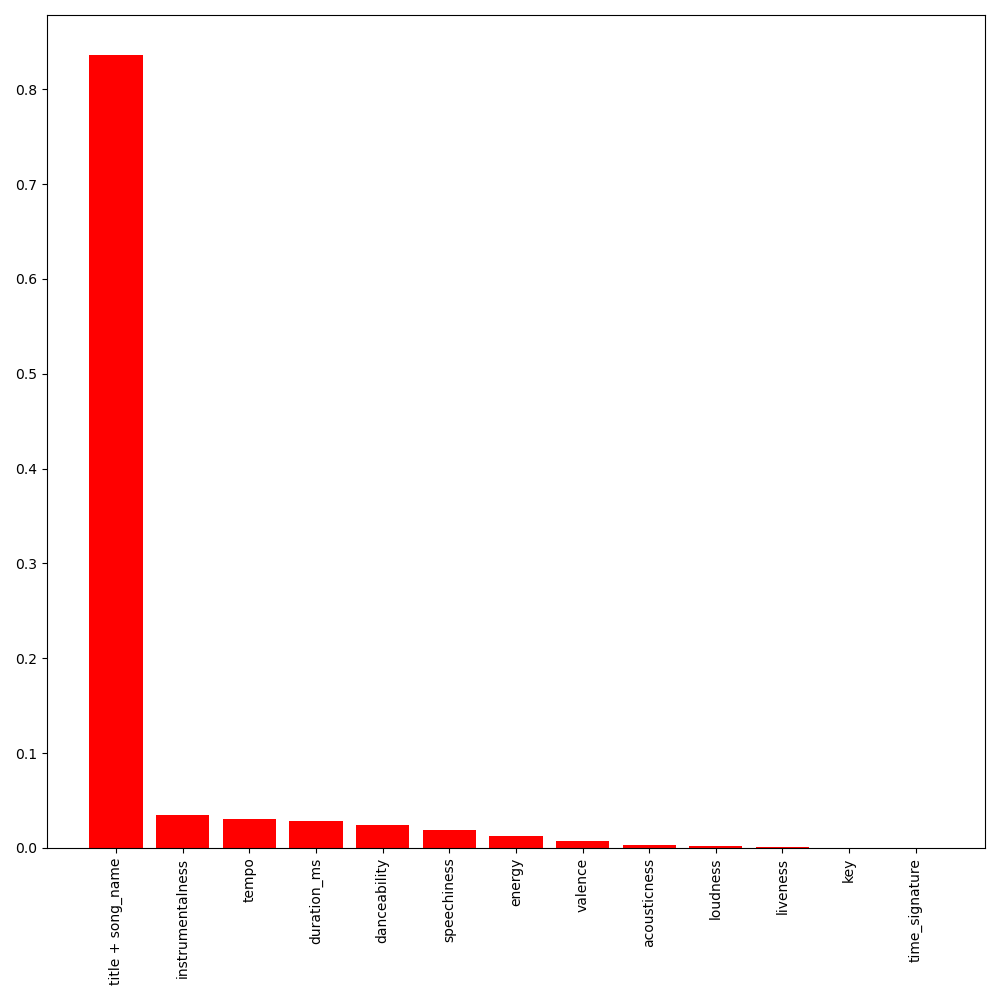 0.8
0.7
0.6
0.5
0.4
0.3
0.2
0.1
0.0
title + song_name
instrumentalness
tempo
duration_ms
danceability
speechiness
energy
valence
acousticness
loudness
liveness
key
time_signature